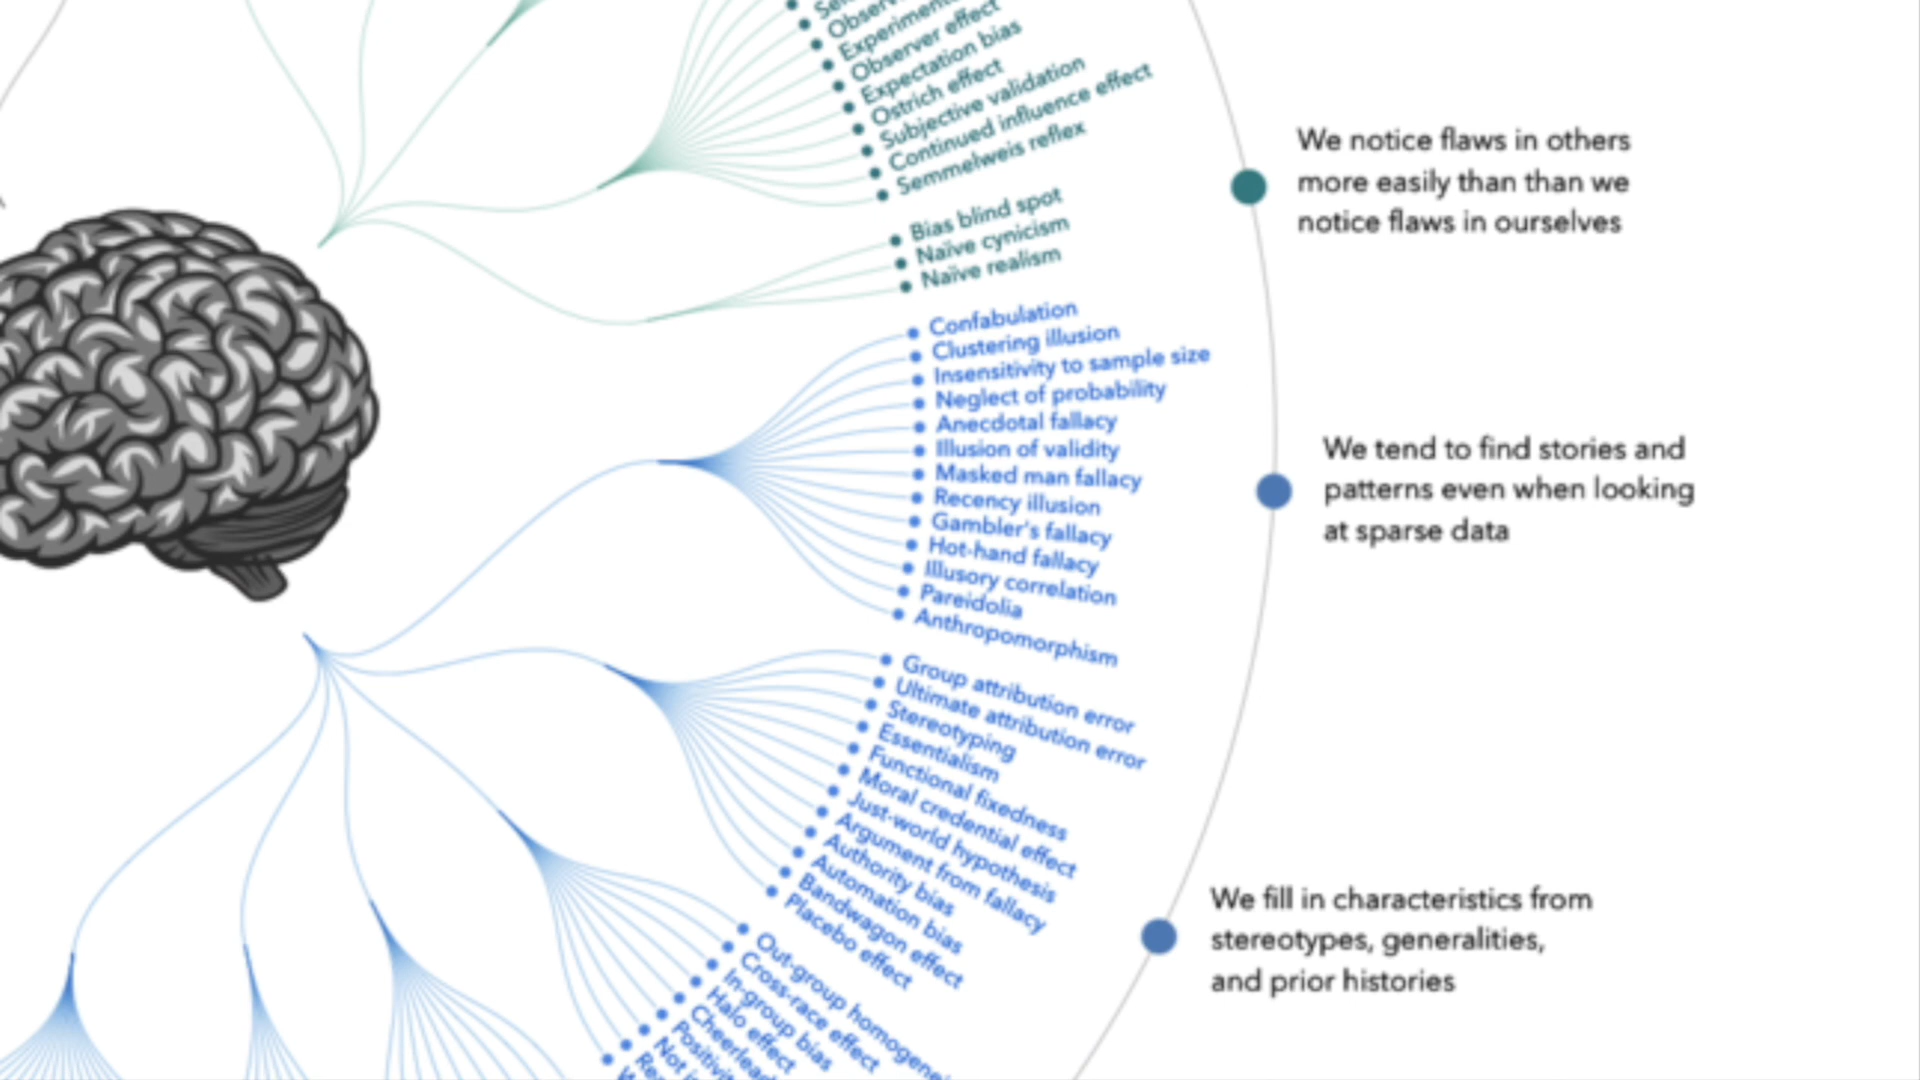 Observer effect
Expectation bias
Ostrich effect
Subjective validation
Continued influence effect
Semmelweis reflex
We notice flaws in others
more easily than than we
notice flaws in ourselves
Bias blind spot
Naïve cynicism
Naïve realism
Confabulation
Clustering illusion
Insensitivity to sample size
Neglect of probability
Anecdotal fallacy
Illusion of validity
Masked man fallacy
Recency illusion
Gambler's fallacy
Hot-hand fallacy
Illusory correlation
Pareidolia
Anthropomorphism
We tend to find stories and
patterns even when looking
at sparse data
Group attribution error
Ultimate attribution error
Stereotyping
Essentialism
Functional fixedness
Moral credential effect
Just-world hypothesis
Argument from fallacy
Authority bias
Automation bias
Bandwagon effect
Placebo effect
We fill in characteristics from
stereotypes, generalities,
and prior histories
Out-group
Cross-race effect
In-group bias
Halo effect